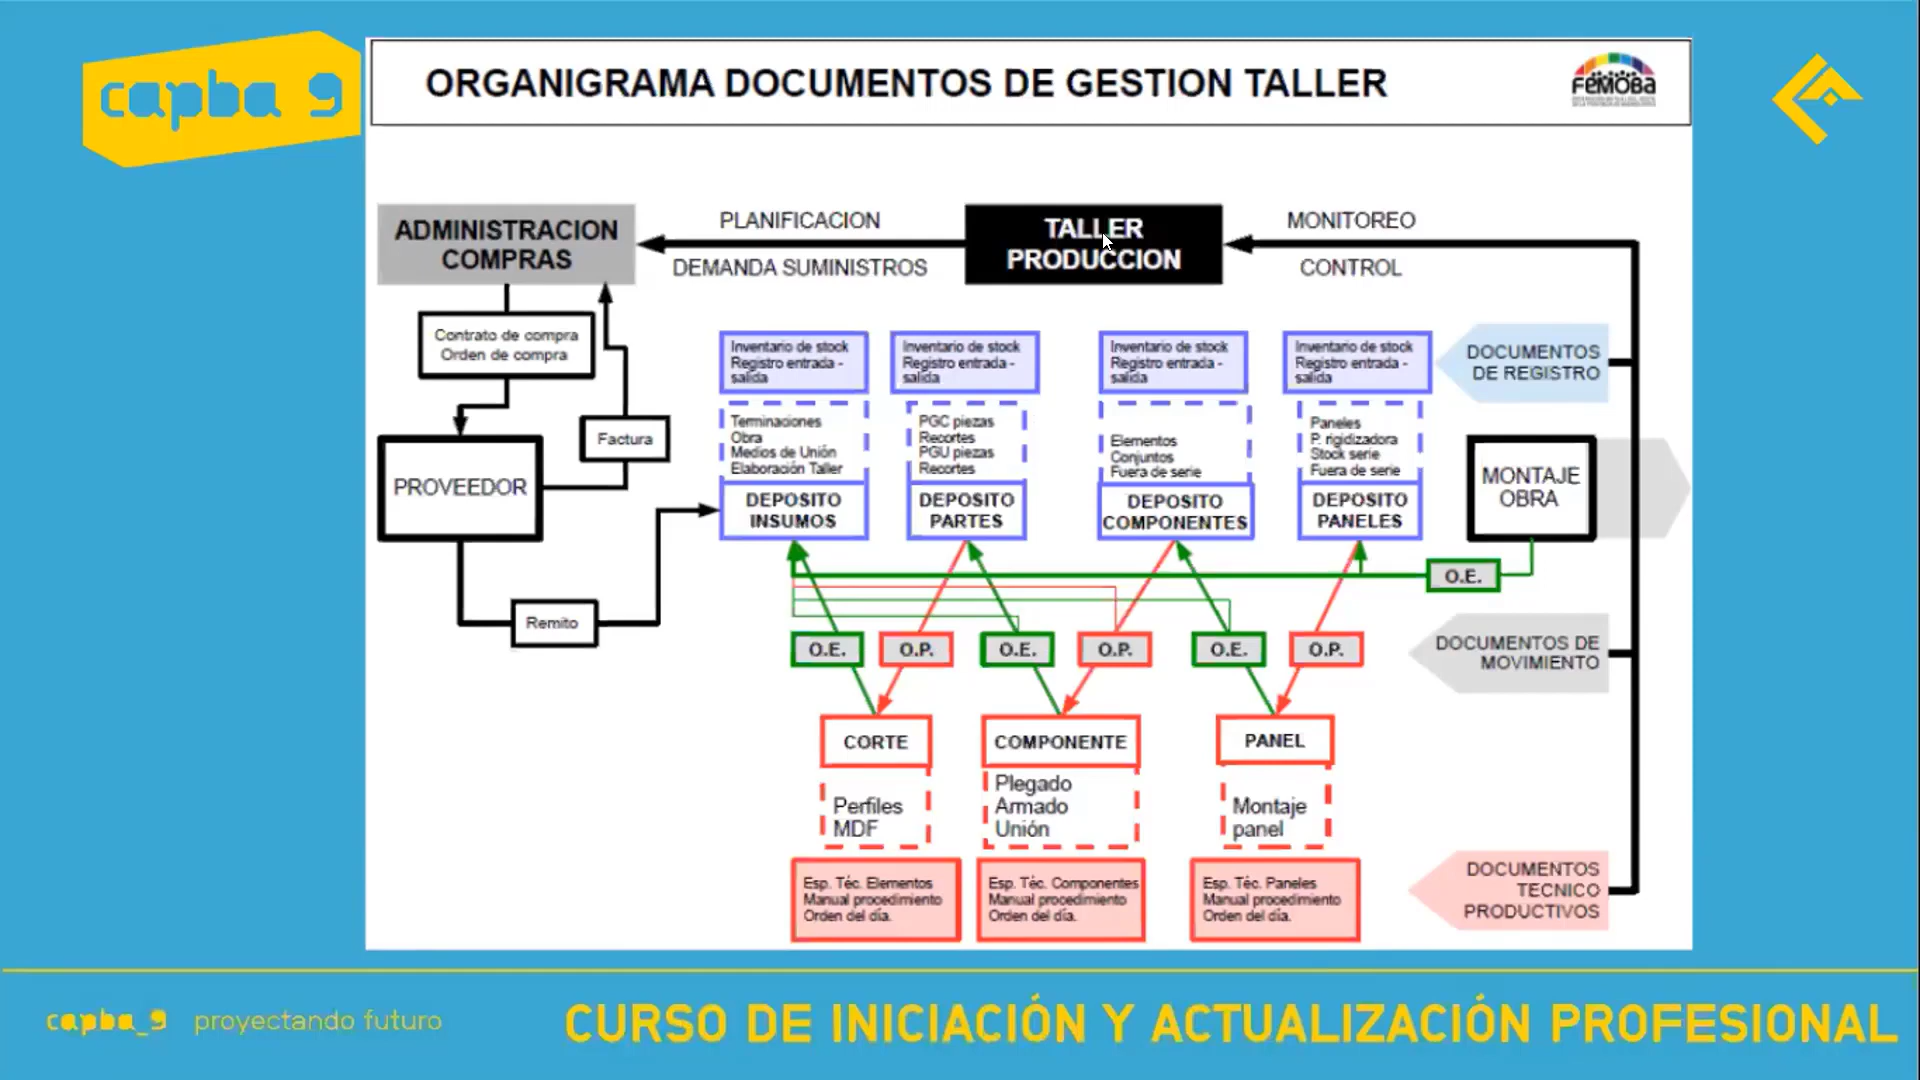 capba 9
ORGANIGRAMA DOCUMENTOS DE GESTION TALLER
FEMOBA
ADMINISTRACION
COMPRAS
PLANIFICACION
DEMANDA SUMINISTROS
TALLER
PRODUCCION
MONITOREO
CONTROL
Contrato de compra
Orden de compra
Factura
PROVEEDOR
Remito
Inventario de stock
Registro entrada -
salida
Inventario de stock
Registro entrada -
salida
Inventario de stock
Registro entrada -
salida
Inventario de stock
Registro entrada -
salida
DOCUMENTOS
DE REGISTRO
Terminaciones
Obra
Medios de Unión
Elaboración Taller
PGC piezas
Recortes
PGU piezas
Recortes
Elementos
Conjuntos
Fuera de serie
Paneles
P. rigidizadora
Stock serie
Fuera de serie
DEPOSITO
INSUMOS
DEPOSITO
PARTES
DEPOSITO
COMPONENTES
DEPOSITO
PANELES
MONTAJE
OBRA
O.E.
O.E.
O.P.
O.E.
O.P.
O.E.
O.P.
DOCUMENTOS DE
MOVIMIENTO
CORTE
COMPONENTE
PANEL
Perfiles
MDF
Plegado
Armado
Unión
Montaje
panel
Esp. Téc. Elementos
Manual procedimiento
Orden del día.
Esp. Téc. Componentes
Manual procedimiento
Orden del día.
Esp. Téc. Paneles
Manual procedimiento
Orden del día.
DOCUMENTOS
TECNICO
PRODUCTIVOS
capba_9 proyectando futuro
CURSO DE INICIACIÓN Y ACTUALIZACIÓN PROFESIONAL